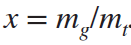 x = m_g/m_t.